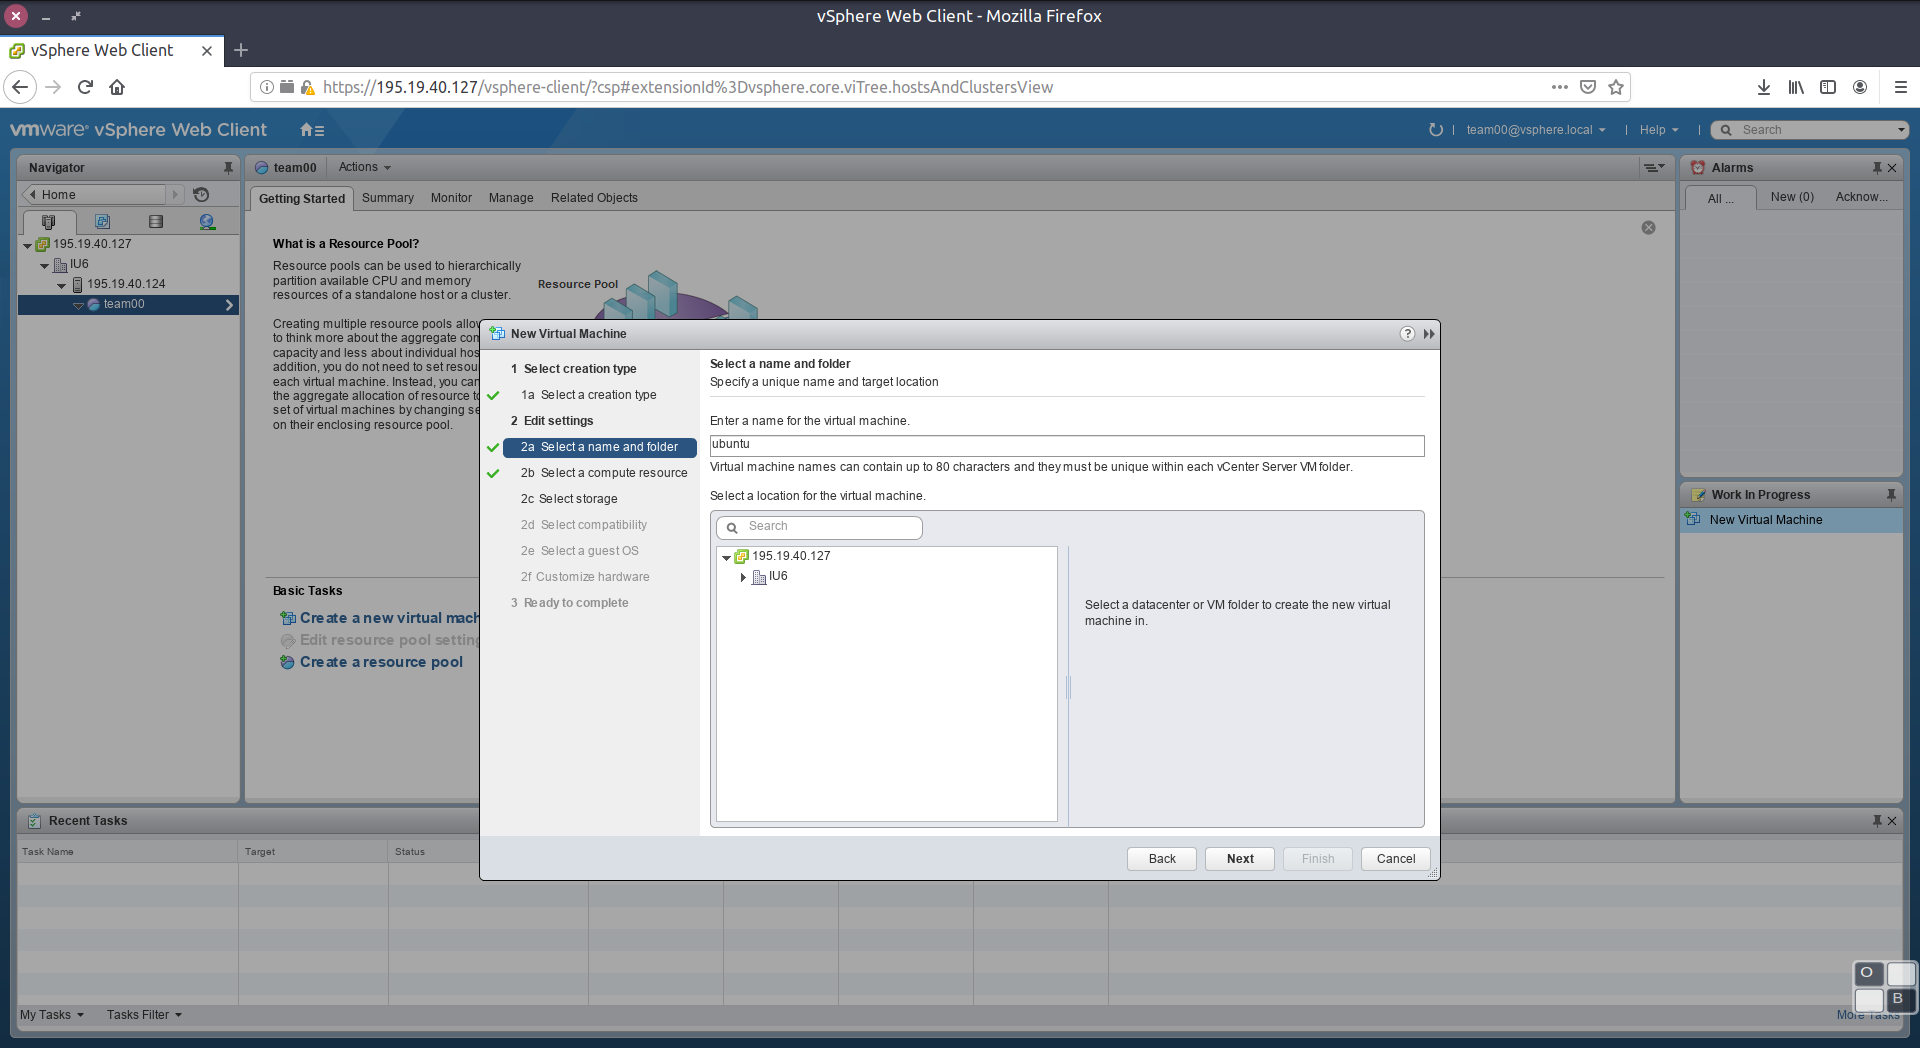 vSphere Web Client - Mozilla Firefox
vSphere Web Client
https://195.19.40.127/vsphere-client/?csp#extensionId%3Dvsphere.core.viTree.hostsAndClustersView
vmware® vSphere Web Client
team00@vsphere.local
Help
Search
Navigator
Home
195.19.40.127
IU6
195.19.40.124
team00
team00
Actions
Getting Started
Summary
Monitor
Manage
Related Objects
What is a Resource Pool?
Resource pools can be used to hierarchically
partition available CPU and memory
resources of a standalone host or a cluster.
Creating multiple resource pools allow
to think more about the aggregate com
capacity and less about individual hos
addition, you do not need to set resou
each virtual machine. Instead, you can
the aggregate allocation of resource to
set of virtual machines by changing se
on their enclosing resource pool.
Resource Pool
Basic Tasks
Create a new virtual mach
Edit resource pool setting
Create a resource pool
New Virtual Machine
?
1 Select creation type
1a Select a creation type
2 Edit settings
2a Select a name and folder
2b Select a compute resource
2c Select storage
2d Select compatibility
2e Select a guest OS
2f Customize hardware
3 Ready to complete
Select a name and folder
Specify a unique name and target location
Enter a name for the virtual machine.
ubuntu
Virtual machine names can contain up to 80 characters and they must be unique within each vCenter Server VM folder.
Select a location for the virtual machine.
Search
195.19.40.127
IU6
Select a datacenter or VM folder to create the new virtual
machine in.
Back
Next
Finish
Cancel
Alarms
All ...
New (0)
Acknow...
Work In Progress
New Virtual Machine
Recent Tasks
Task Name
Target
Status
My Tasks
Tasks Filter
More Tasks
O
B